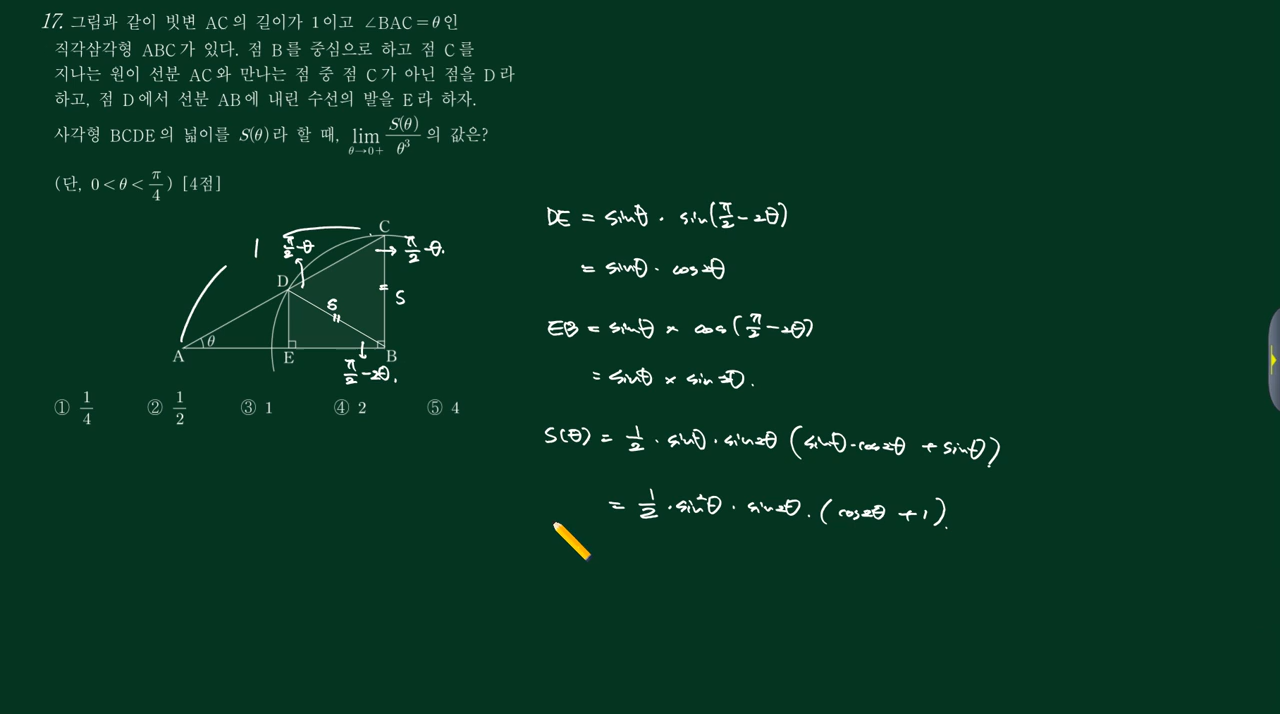 17. 그림과 같이 빗변 AC의 길이가 1이고 ∠BAC=θ인
직각삼각형 ABC가 있다. 점 B를 중심으로 하고 점 C를
지나는 원이 선분 AC와 만나는 점 중 점 C가 아닌 점을 D라
하고, 점 D에서 선분 AB에 내린 수선의 발을 E라 하자.
사각형 BCDE의 넓이를 S(θ)라 할 때, lim θ→0+ S(θ)/θ³ 의 값은?
(단, 0<θ<π/4) [4점]
C
1 π/2-θ → π/2-θ.
D
S S
A θ E B
π/2-2θ.
① 1/4 ② 1/2 ③ 1 ④ 2 ⑤ 4
DE = sinθ · sin(π/2-2θ)
= sinθ · cos2θ
EB = sinθ × cos(π/2-2θ)
= sinθ × sin2θ.
S(θ) = 1/2 · sinθ · sin2θ (sinθ·cos2θ + sinθ)
= 1/2 · sin²θ · sin2θ · (cos2θ + 1).